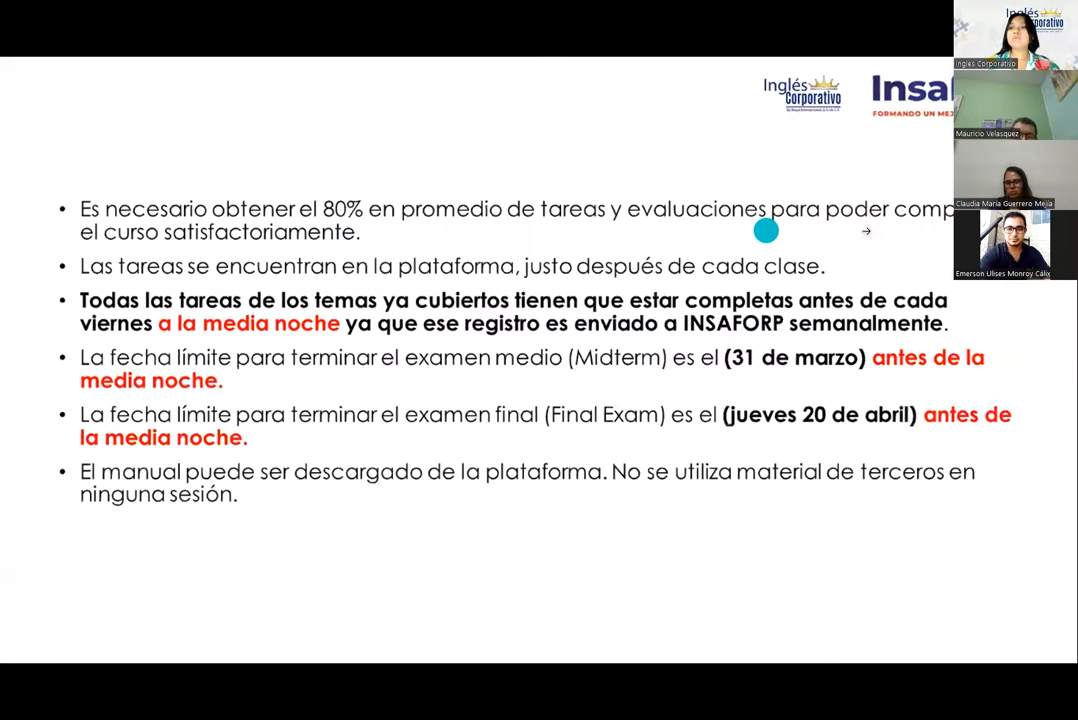 Inglés
Corporativo
Insaf
FORMANDO UN MEJ
• Es necesario obtener el 80% en promedio de tareas y evaluaciones para poder comp
el curso satisfactoriamente.
• Las tareas se encuentran en la plataforma, justo después de cada clase.
• Todas las tareas de los temas ya cubiertos tienen que estar completas antes de cada
viernes a la media noche ya que ese registro es enviado a INSAFORP semanalmente.
• La fecha límite para terminar el examen medio (Midterm) es el (31 de marzo) antes de la
media noche.
• La fecha límite para terminar el examen final (Final Exam) es el (jueves 20 de abril) antes de
la media noche.
• El manual puede ser descargado de la plataforma. No se utiliza material de terceros en
ninguna sesión.
Inglés
porativo
Ingles Corporativo
Mauricio Velasquez
Claudia María Guerrero Mejía
Emerson Ulises Monroy Cálix